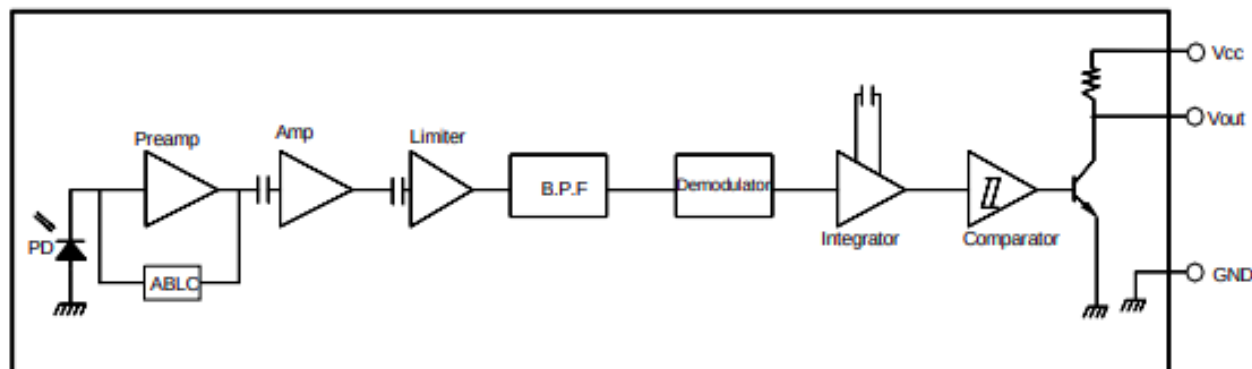 Vcc
Vout
Preamp
Amp
Limiter
B.P.F
Demodulator
PD
ABLC
Integrator
Comparator
GND